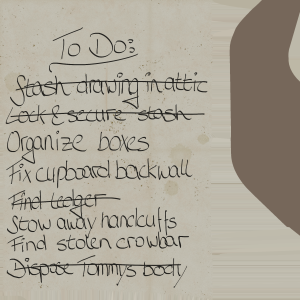 To Do:
Stash drawing in attic
Lock & secure stash
Organize boxes
Fix cupboard backwall
Find Ledger
Stow away handcuffs
Find stolen crowbar
Dispose Tommys body